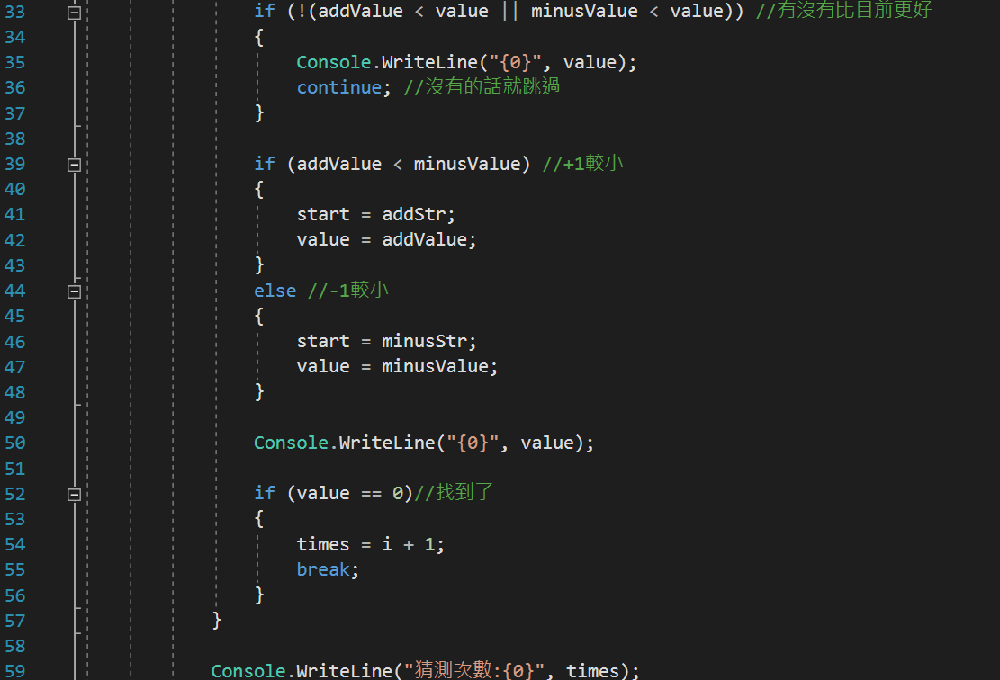 33 if (!(addValue < value || minusValue < value)) //有沒有比目前更好
34 {
35 Console.WriteLine("{0}", value);
36 continue; //沒有的話就跳過
37 }
38
39 if (addValue < minusValue) //+1較小
40 {
41 start = addStr;
42 value = addValue;
43 }
44 else //-1較小
45 {
46 start = minusStr;
47 value = minusValue;
48 }
49
50 Console.WriteLine("{0}", value);
51
52 if (value == 0)//找到了
53 {
54 times = i + 1;
55 break;
56 }
57 }
58
59 Console.WriteLine("猜測次數:{0}", times);